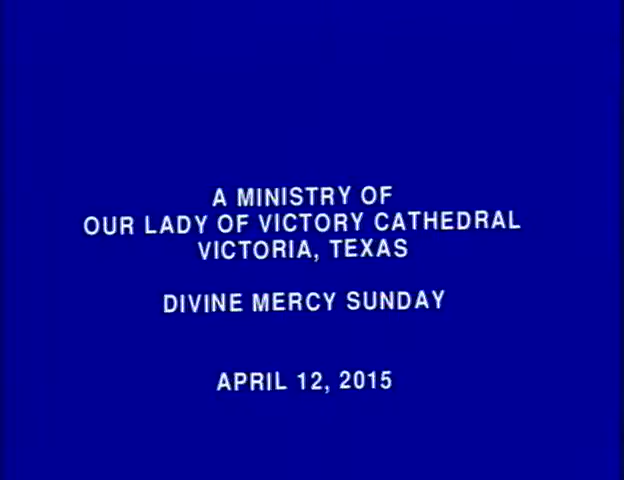 A MINISTRY OF
OUR LADY OF VICTORY CATHEDRAL
VICTORIA, TEXAS
DIVINE MERCY SUNDAY
APRIL 12, 2015